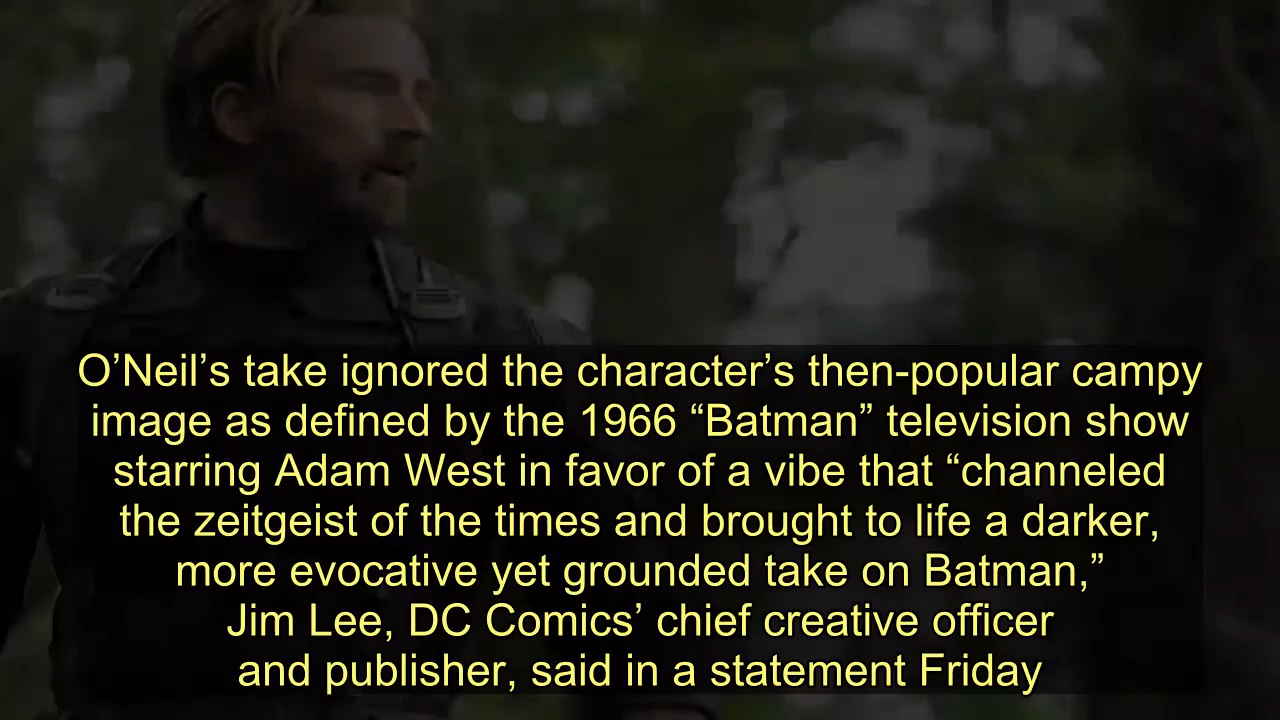 O’Neil’s take ignored the character’s then-popular campy
image as defined by the 1966 “Batman” television show
starring Adam West in favor of a vibe that “channeled
the zeitgeist of the times and brought to life a darker,
more evocative yet grounded take on Batman,”
Jim Lee, DC Comics’ chief creative officer
and publisher, said in a statement Friday